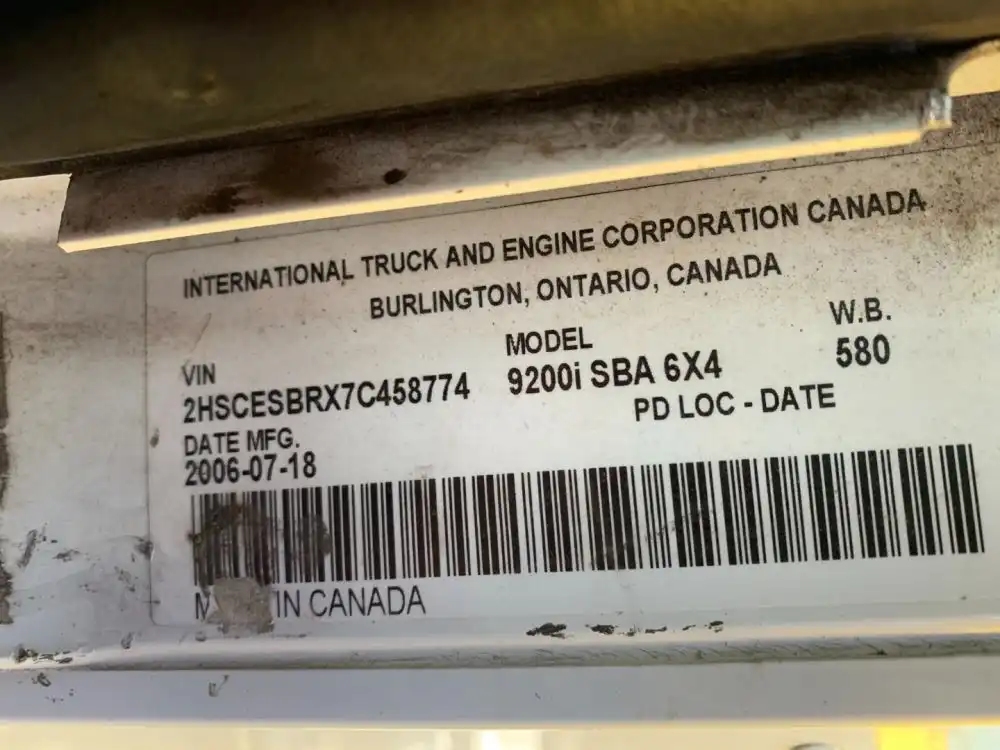 INTERNATIONAL TRUCK AND ENGINE CORPORATION CANADA
BURLINGTON, ONTARIO, CANADA
VIN MODEL W.B.
2HSCESBRX7C458774 9200i SBA 6X4 580
DATE MFG. PD LOC - DATE
2006-07-18
IN CANADA